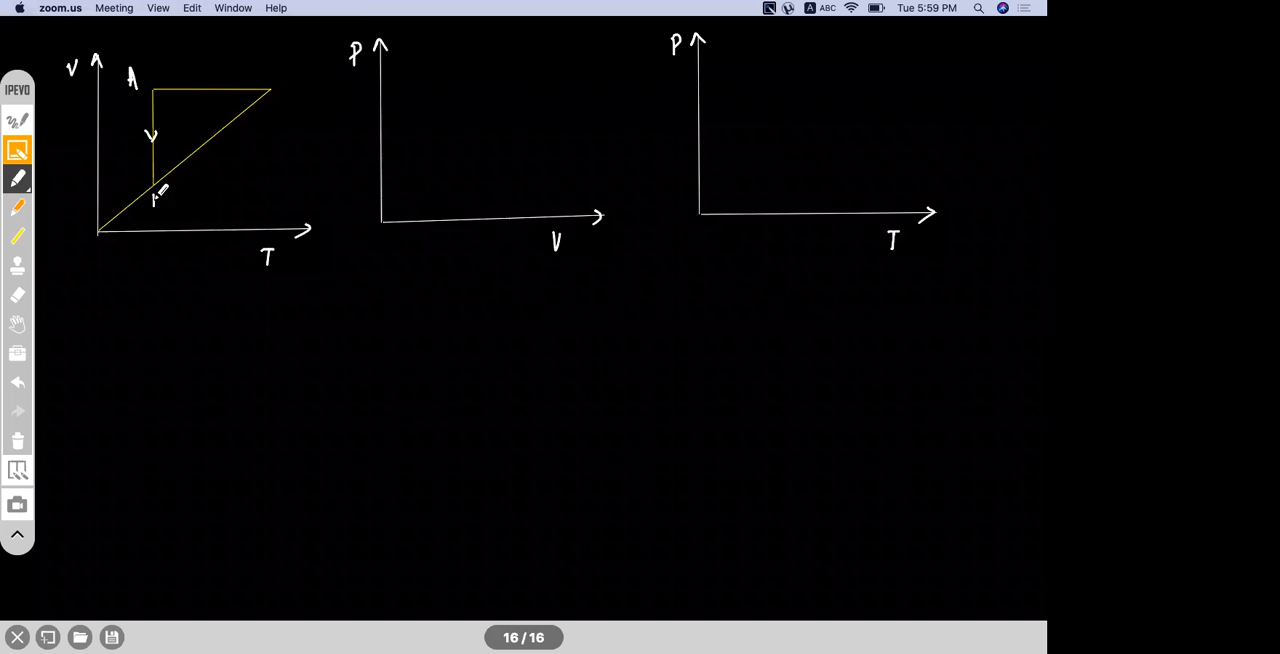 zoom.us Meeting View Edit Window Help
A ABC Tue 5:59 PM
IPEVO
V A
T
P
V
P
T
16/16